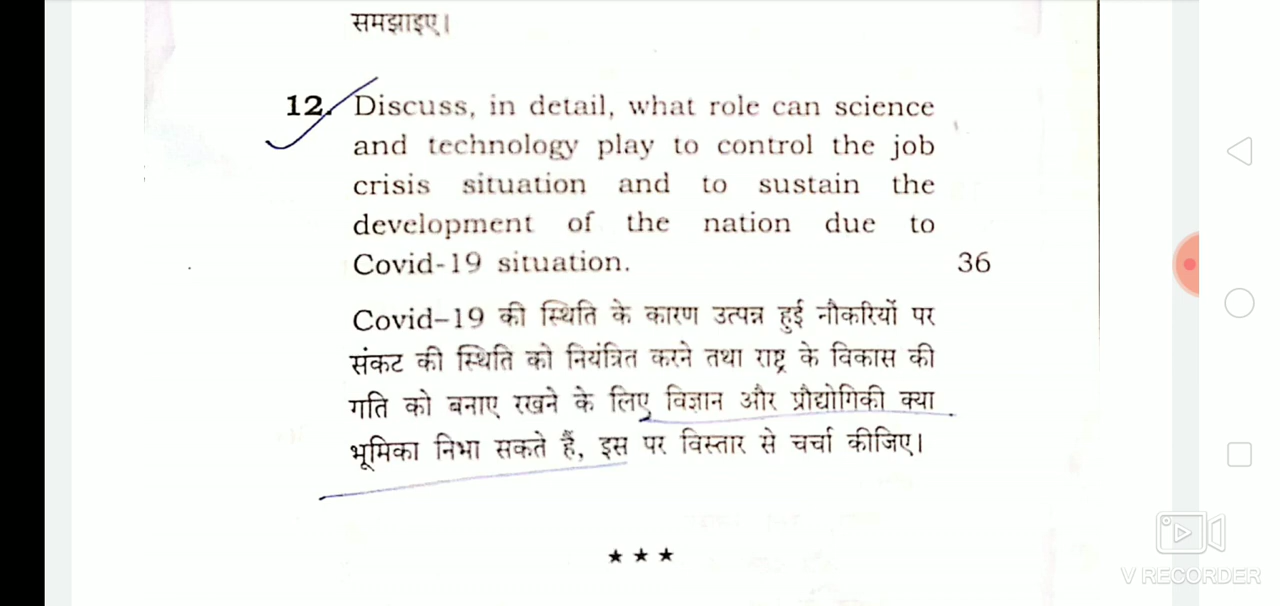 समझाइए।
12. Discuss, in detail, what role can science
and technology play to control the job
crisis situation and to sustain the
development of the nation due to
Covid-19 situation. 36
Covid–19 की स्थिति के कारण उत्पन्न हुई नौकरियों पर
संकट की स्थिति को नियंत्रित करने तथा राष्ट्र के विकास की
गति को बनाए रखने के लिए विज्ञान और प्रौद्योगिकी क्या
भूमिका निभा सकते हैं, इस पर विस्तार से चर्चा कीजिए।
★ ★ ★
V RECORDER